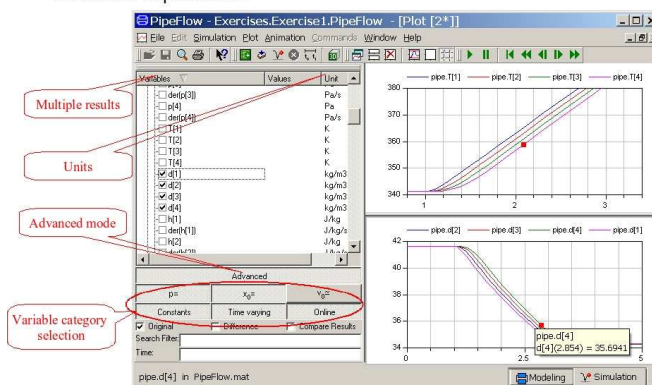 PipeFlow - Exercises.Exercise1.PipeFlow - [Plot [2*]]
File Edit Simulation Plot Animation Commands Window Help
Variables Values Unit
der(p[3]) Pa/s
p[4] Pa
der(p[4]) Pa/s
T[1] K
T[2] K
T[3] K
T[4] K
d[1] kg/m3
d[2] kg/m3
d[3] kg/m3
d[4] kg/m3
h[1] J/kg
der(h[1]) J/kg/s
h[2] J/kg
Advanced
p= x0= v0≈
Constants Time varying Online
Original Difference Compare Results
Search Filter:
Time:
pipe.d[4] in PipeFlow.mat
Modeling Simulation
Multiple results
Units
Advanced mode
Variable category
selection
pipe.T[1] pipe.T[2] pipe.T[3] pipe.T[4]
380
370
360
350
340
1 2 3
pipe.d[2] pipe.d[3] pipe.d[4] pipe.d[1]
42
40
38
36
34
0 2.5 5
pipe.d[4]
d[4](2.854) = 35.6941